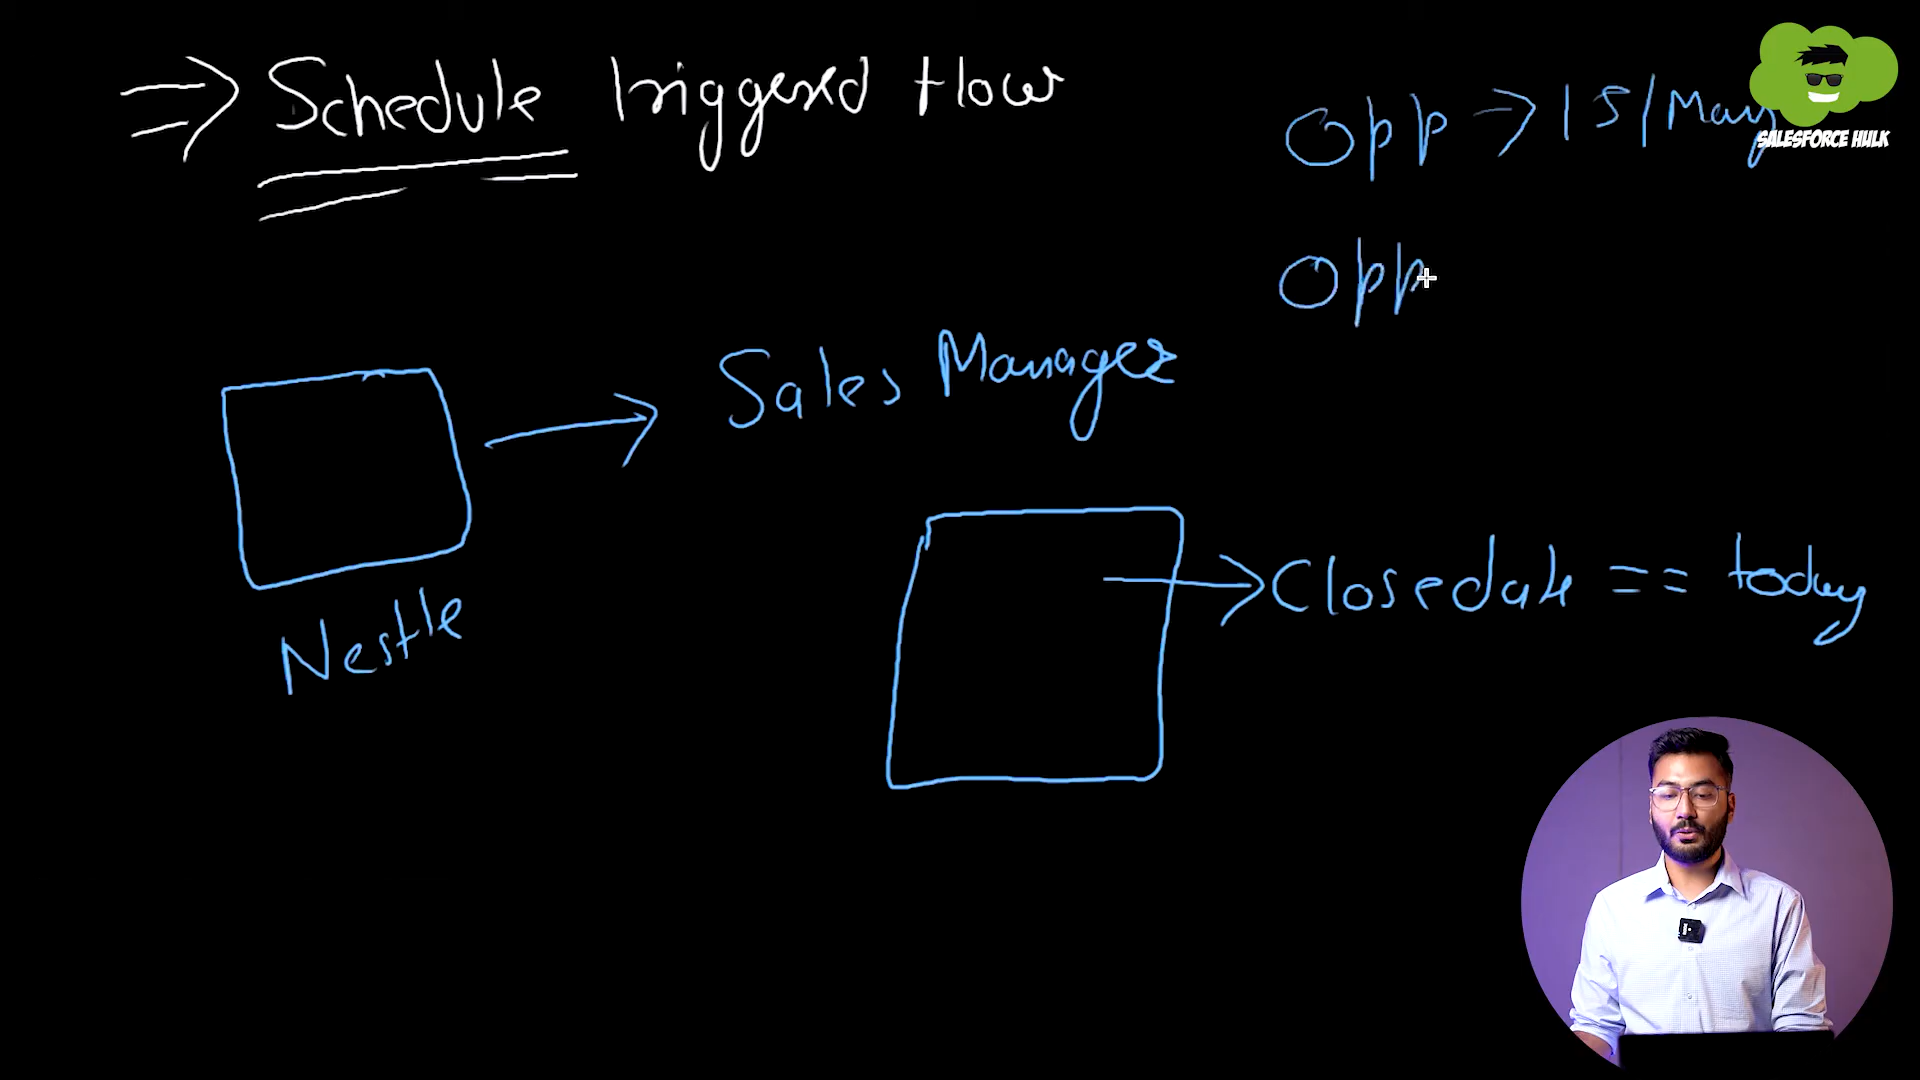 ⇒ Schedule triggered flow
Opp → 15/May
SALESFORCE HULK
Opp
Sales Manager
Closedate == today
Nestle